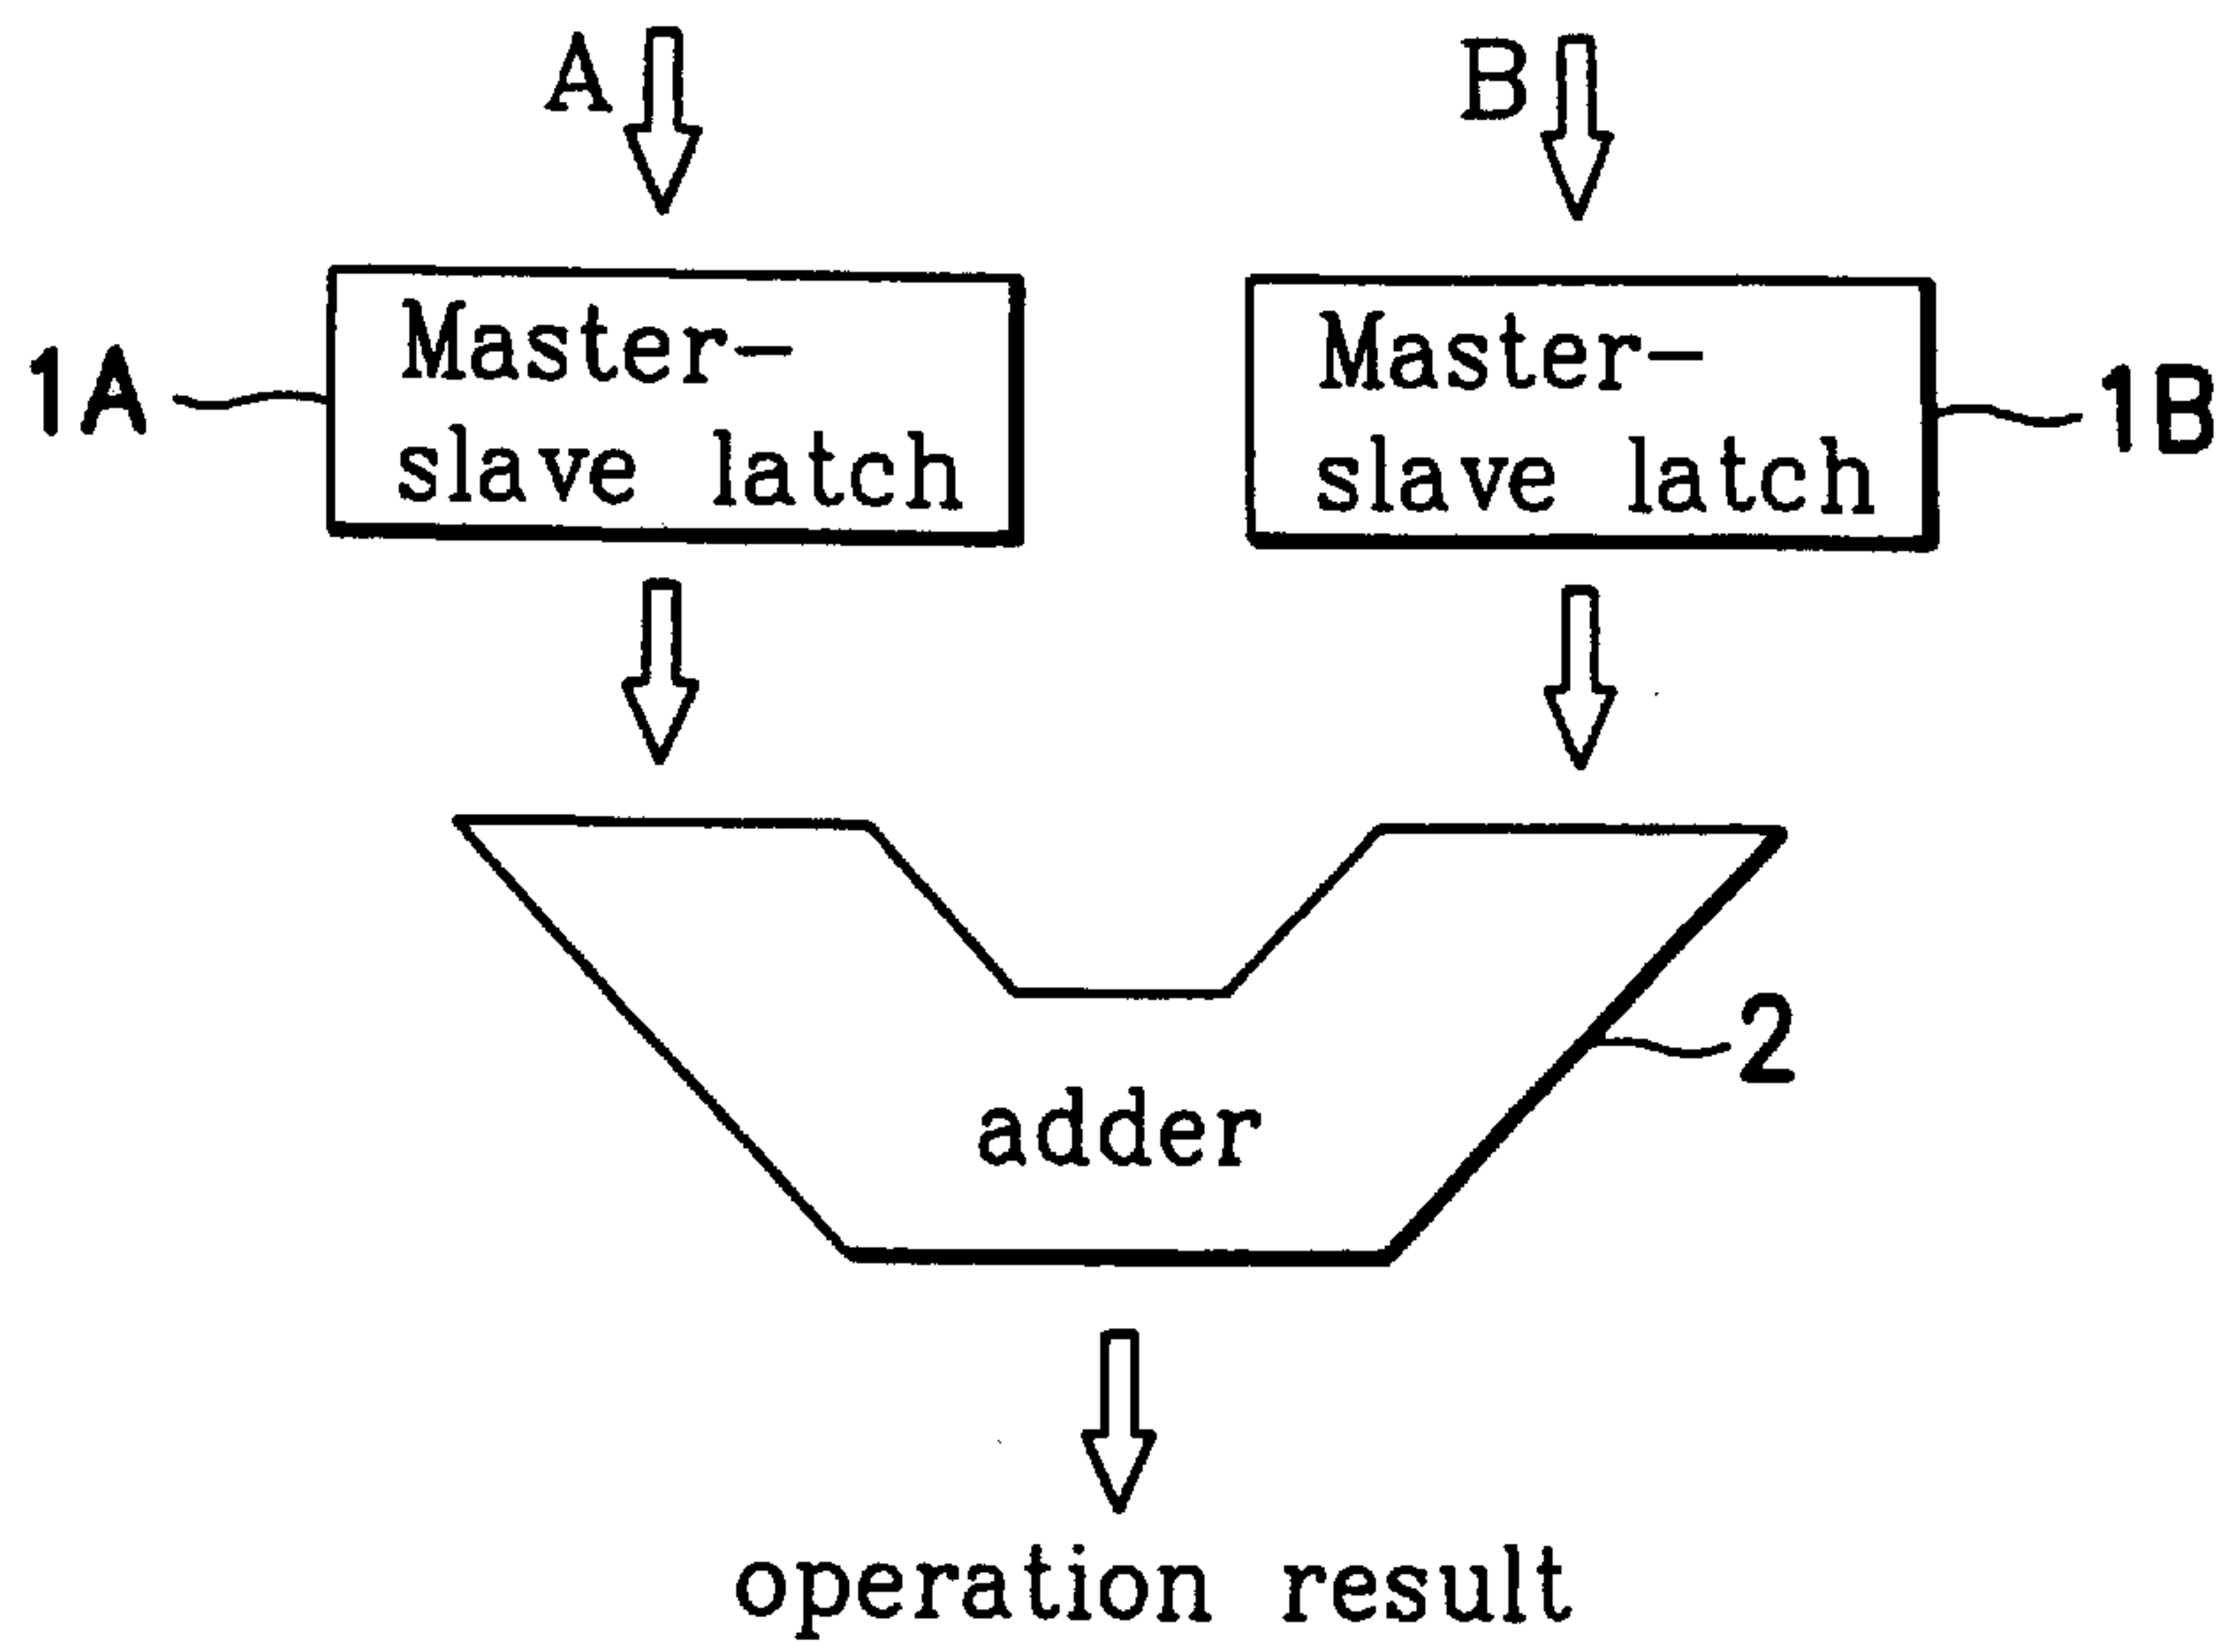 A
B
Master-
slave latch
1A
Master-
slave latch
1B
adder
2
operation result